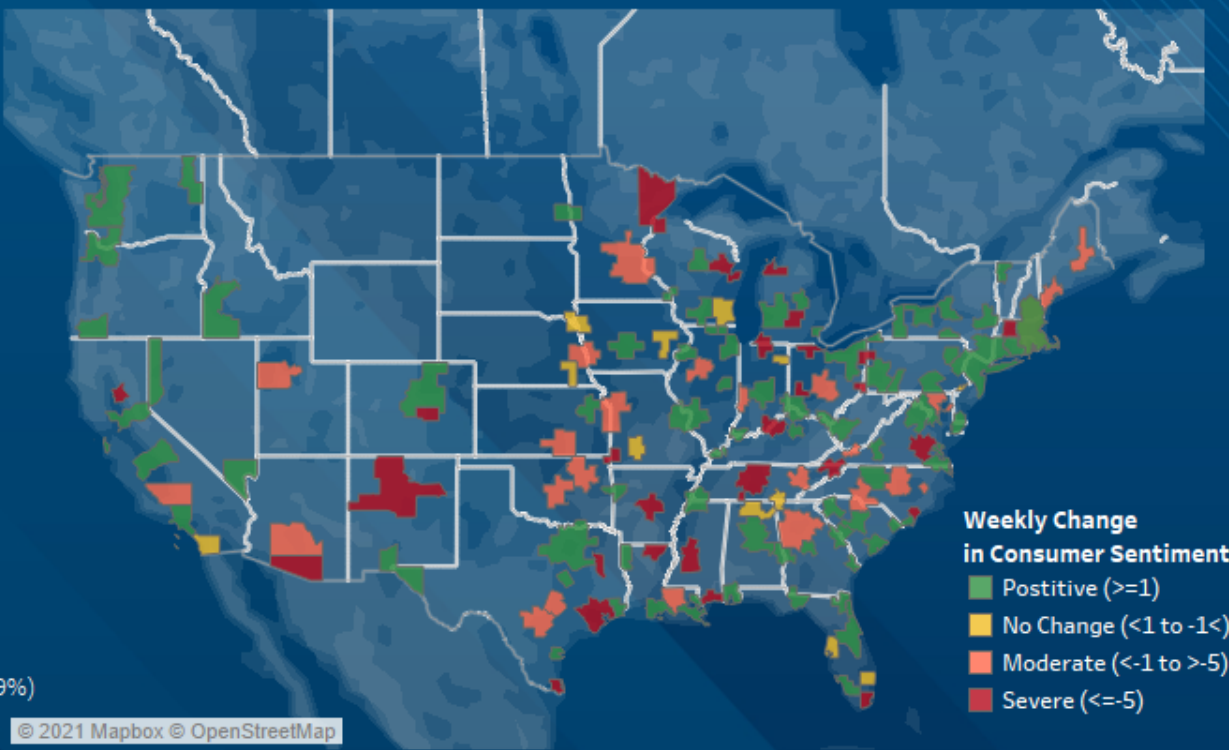 Weekly Change
in Consumer Sentiment
Postitive (>=1)
No Change (<1 to -1<)
Moderate (<-1 to >-5)
Severe (<=-5)
9%)
© 2021 Mapbox © OpenStreetMap